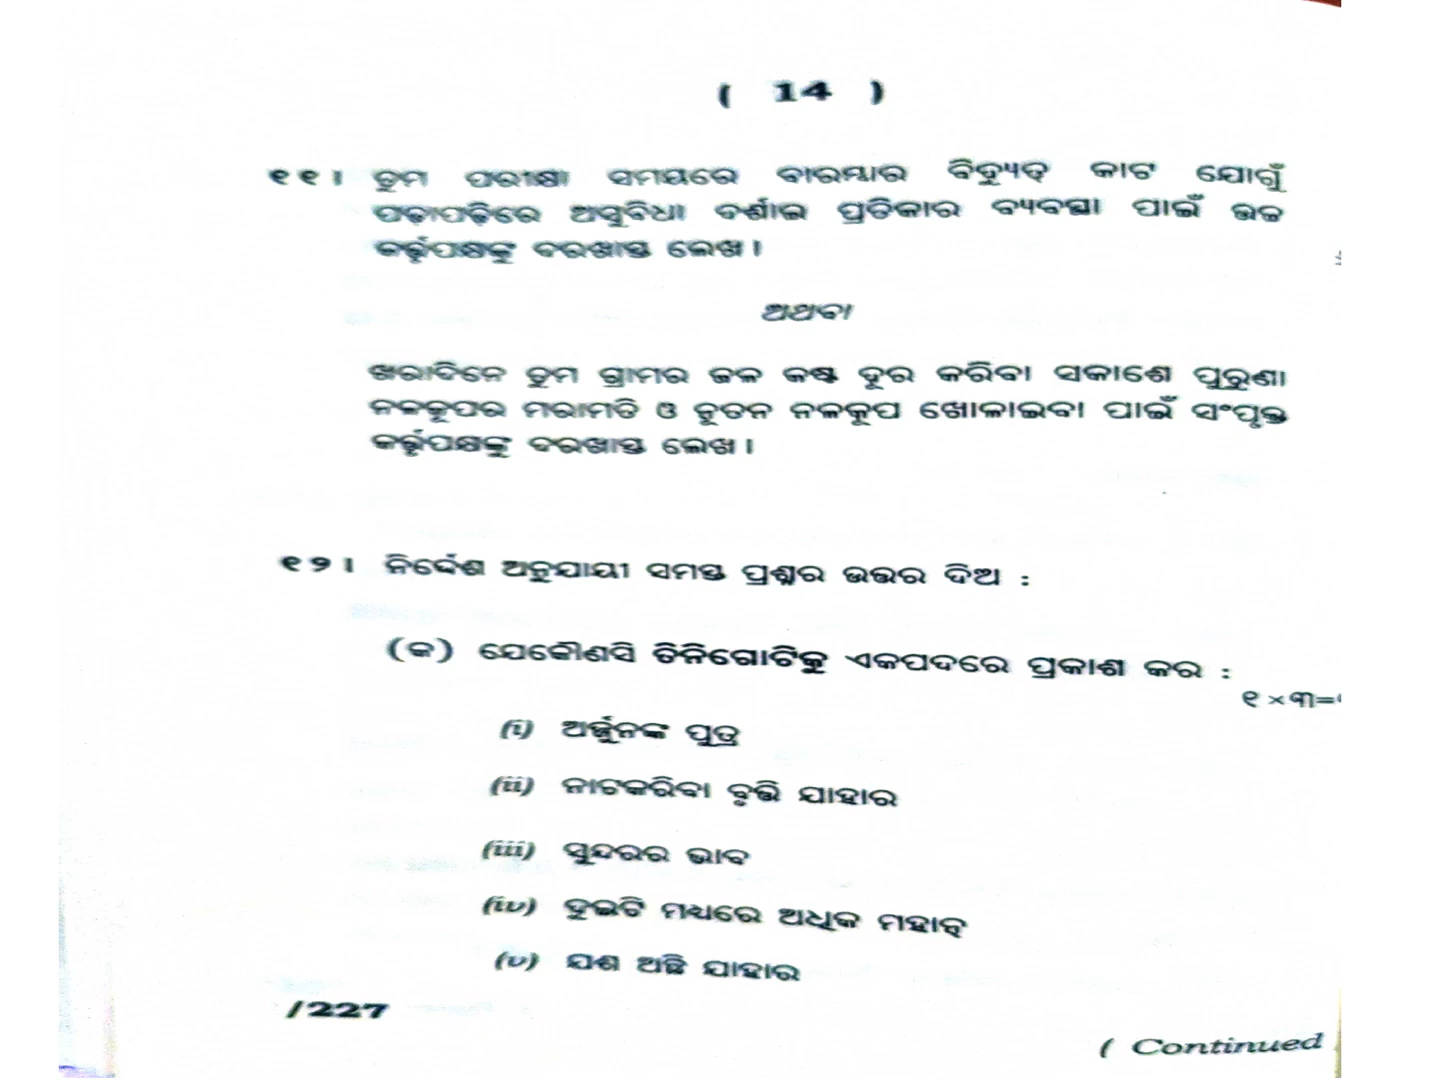 ( 14 )
୧୧। ତୁମ ପରୀକ୍ଷା ସମୟରେ ବାରମ୍ବାର ବିଦ୍ୟୁତ୍ କାଟ ଯୋଗୁଁ
ପଢ଼ାପଢ଼ିରେ ଅସୁବିଧା ଦର୍ଶାଇ ପ୍ରତିକାର ବ୍ୟବସ୍ଥା ପାଇଁ ଉଚ୍ଚ
କର୍ତ୍ତୃପକ୍ଷଙ୍କୁ ଦରଖାସ୍ତ ଲେଖ।
ଅଥବା
ଖରାଦିନେ ତୁମ ଗ୍ରାମର ଜଳ କଷ୍ଟ ଦୂର କରିବା ସକାଶେ ପୁରୁଣା
ନଳକୂପର ମରାମତି ଓ ନୂତନ ନଳକୂପ ଖୋଳାଇବା ପାଇଁ ସଂପୃକ୍ତ
କର୍ତ୍ତୃପକ୍ଷଙ୍କୁ ଦରଖାସ୍ତ ଲେଖ।
୧୨। ନିର୍ଦ୍ଦେଶ ଅନୁଯାୟୀ ସମସ୍ତ ପ୍ରଶ୍ନର ଉତ୍ତର ଦିଅ :
(କ) ଯେକୌଣସି ତିନିଗୋଟିକୁ ଏକପଦରେ ପ୍ରକାଶ କର :
୧×୩=
(i) ଅର୍ଜୁନଙ୍କ ପୁତ୍ର
(ii) ନାଟକରିବା ବୃତ୍ତି ଯାହାର
(iii) ସୁନ୍ଦରର ଭାବ
(iv) ଦୁଇଟି ମଧ୍ୟରେ ଅଧିକ ମହାନ୍
(v) ଯଶ ଅଛି ଯାହାର
/227
( Continued